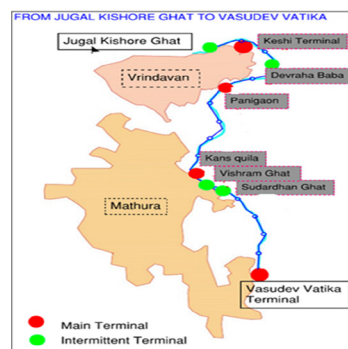 FROM JUGAL KISHORE GHAT TO VASUDEV VATIKA
Jugal Kishore Ghat
Keshi Terminal
Vrindavan
Devraha Baba
Panigaon
Kans quila
Vishram Ghat
Sudardhan Ghat
Mathura
Vasudev Vatika
Terminal
Main Terminal
Intermittent Terminal